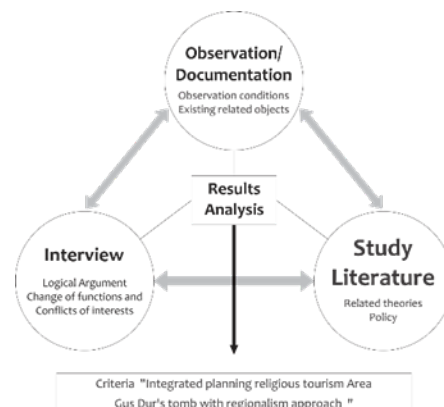 Observation/
Documentation
Observation conditions
Existing related objects
Results
Analysis
Interview
Logical Argument
Change of functions and
Conflicts of interests
Study
Literature
Related theories
Policy
Criteria "Integrated planning religious tourism Area
Gus Dur's tomb with regionalism approach "